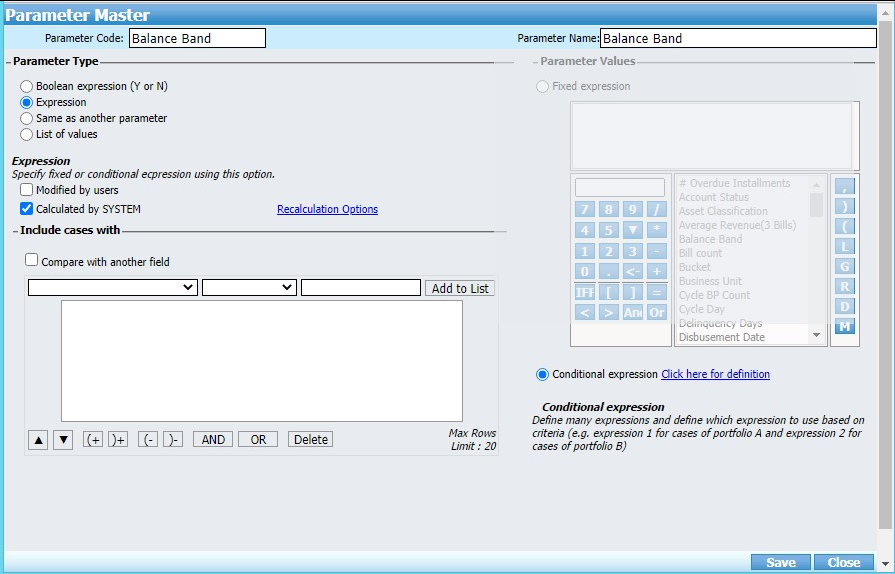 Parameter Master
Parameter Code: Balance Band Parameter Name: Balance Band
Parameter Type
Boolean expression (Y or N)
Expression
Same as another parameter
List of values
Expression
Specify fixed or conditional ecpression using this option.
Modified by users
Calculated by SYSTEM Recalculation Options
Include cases with
Compare with another field
Add to List
▲ ▼ (+ )+ (- )- AND OR Delete
Max Rows
Limit : 20
Parameter Values
Fixed expression
7 8 9 /
4 5 ▼ *
1 2 3 -
0 . <- +
IFF [ ] =
< > And Or
# Overdue Installments
Account Status
Asset Classification
Average Revenue(3 Bills)
Balance Band
Bill count
Bucket
Business Unit
Cycle BP Count
Cycle Day
Delinquency Days
Disbusement Date
,
)
(
L
G
R
D
M
Conditional expression Click here for definition
Conditional expression
Define many expressions and define which expression to use based on
criteria (e.g. expression 1 for cases of portfolio A and expression 2 for
cases of portfolio B)
Save Close